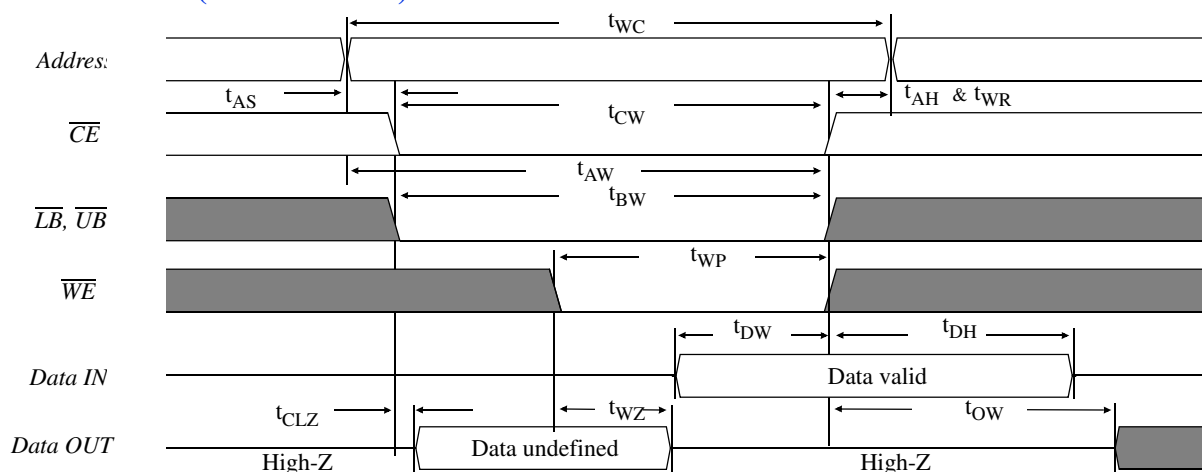 tWC
Address
tAS
tCW
tAH & tWR
CE
tAW
tBW
LB, UB
tWP
WE
tDW
tDH
Data IN
Data valid
tCLZ
tWZ
tOW
Data OUT
Data undefined
High-Z
High-Z